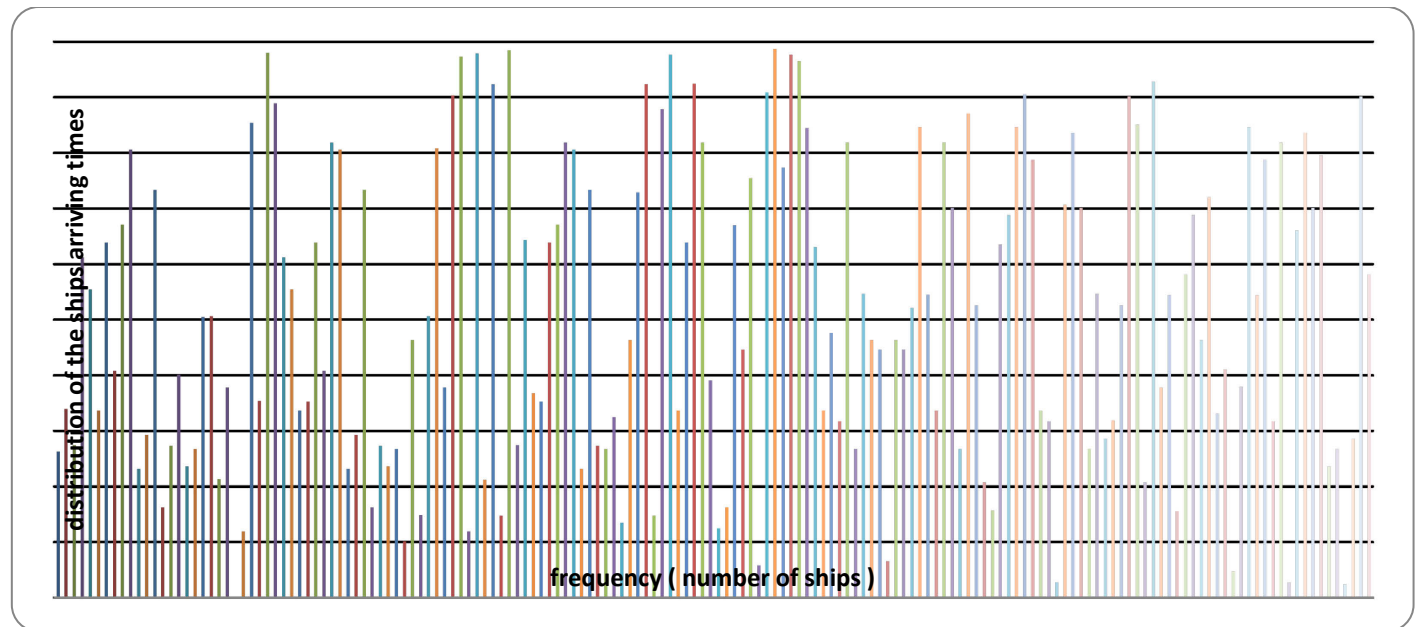 distribution of the ships arriving times
frequency ( number of ships )